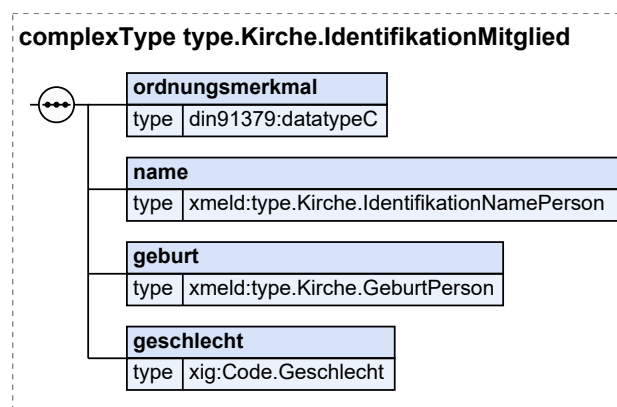 complexType type.Kirche.IdentifikationMitglied
ordnungsmerkmal
type din91379:datatypeC
name
type xmeld:type.Kirche.IdentifikationNamePerson
geburt
type xmeld:type.Kirche.GeburtPerson
geschlecht
type xig:Code.Geschlecht